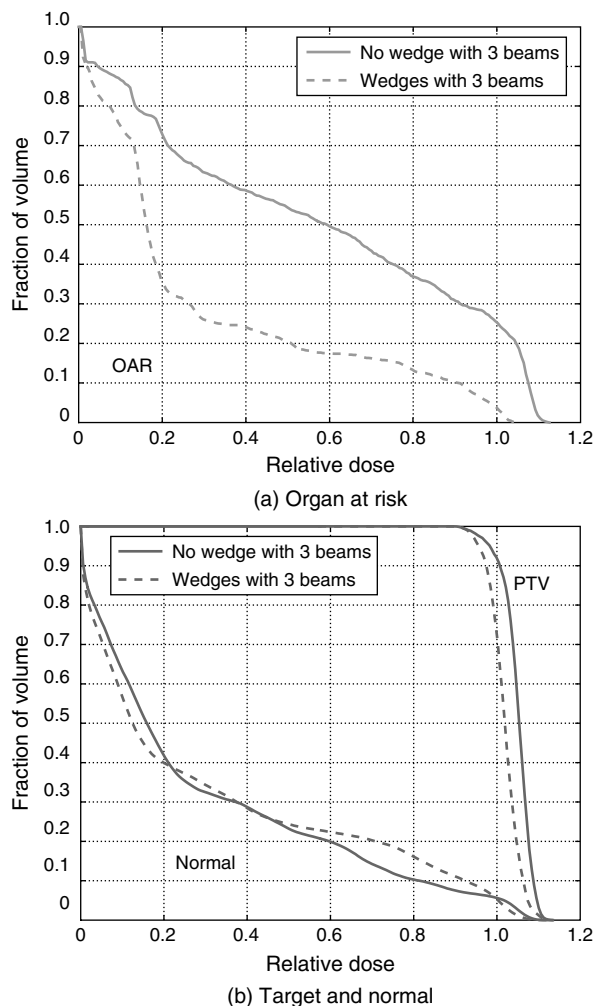 1.0
No wedge with 3 beams
Wedges with 3 beams
0.9
0.8
0.7
0.6
0.5
0.4
0.3
0.2
0.1
0
Fraction of volume
OAR
0 0.2 0.4 0.6 0.8 1.0 1.2
Relative dose
(a) Organ at risk
1.0
No wedge with 3 beams
Wedges with 3 beams
PTV
0.9
0.8
0.7
0.6
0.5
0.4
0.3
0.2
0.1
0
Fraction of volume
Normal
0 0.2 0.4 0.6 0.8 1.0 1.2
Relative dose
(b) Target and normal